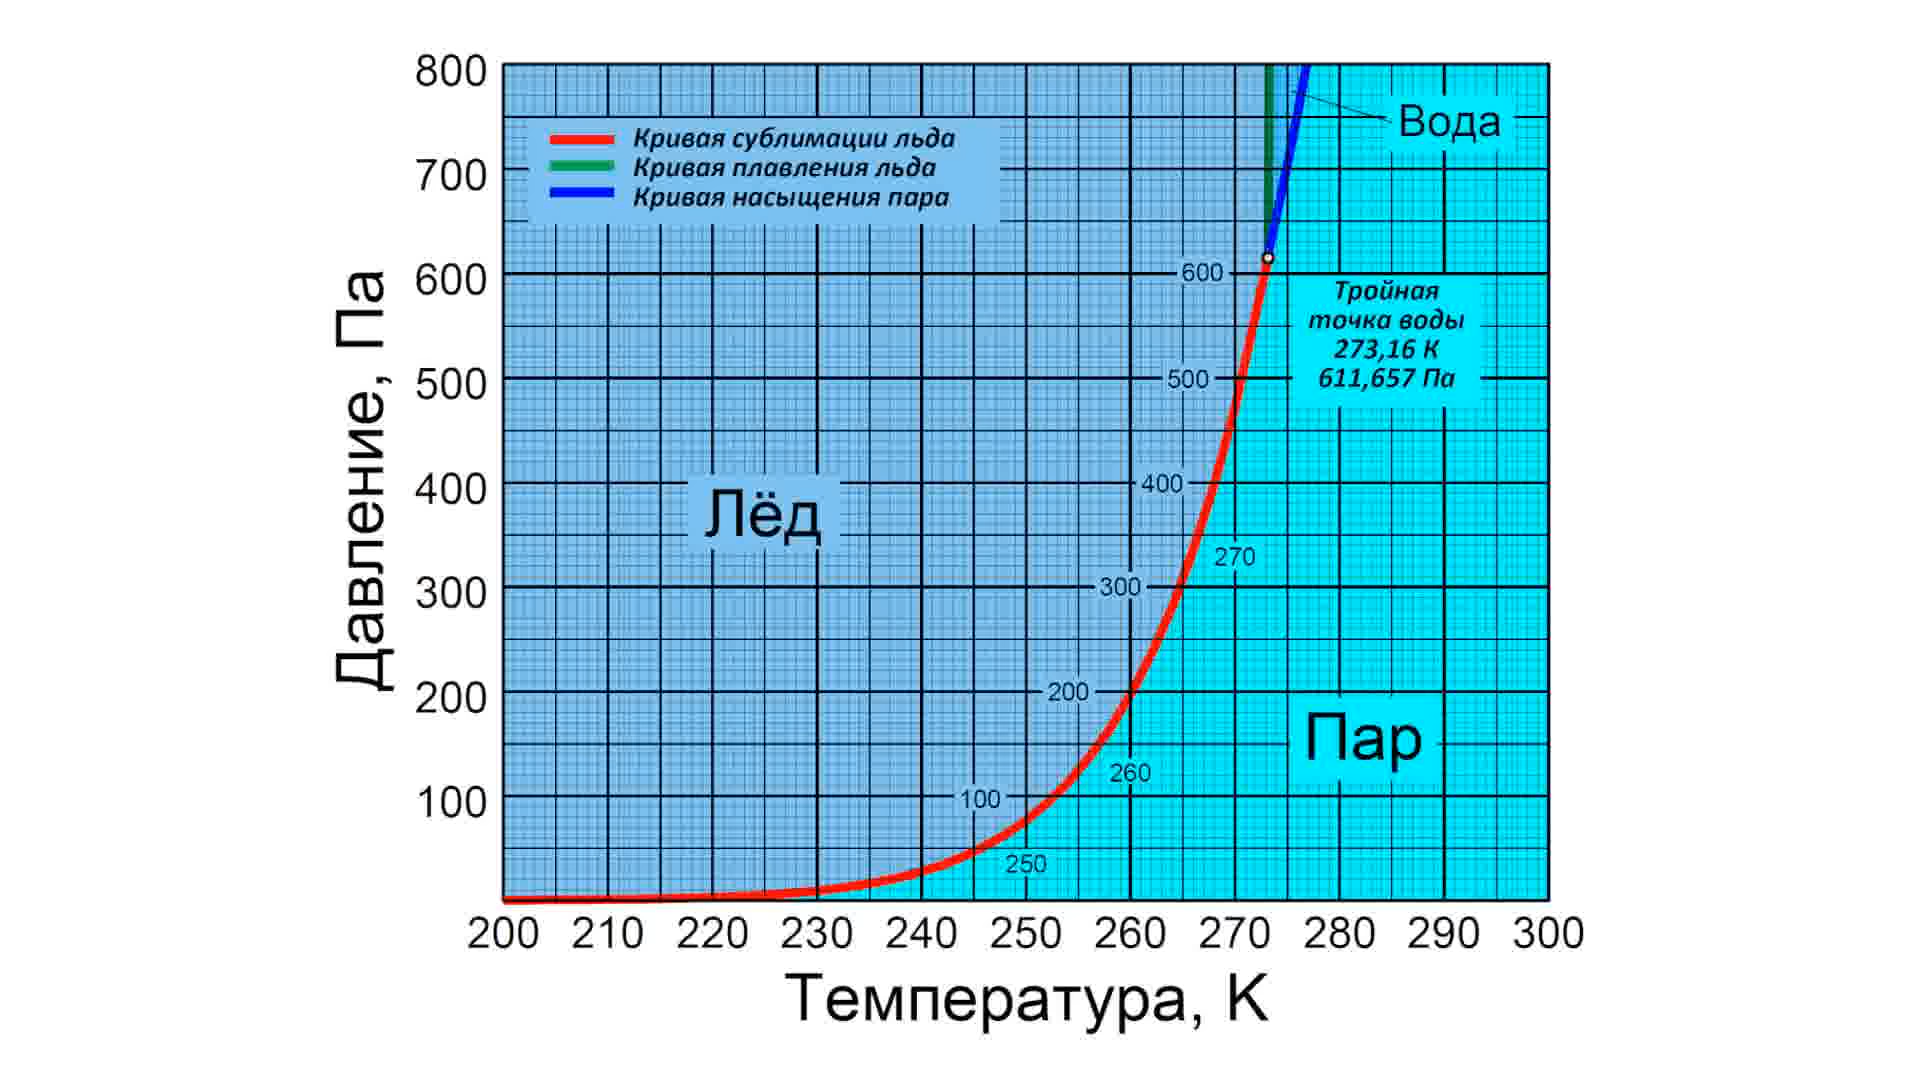 800
700
600
500
400
300
200
100
Давление, Па
Кривая сублимации льда
Кривая плавления льда
Кривая насыщения пара
Вода
Тройная
точка воды
273,16 К
611,657 Па
Лёд
Пар
600
500
400
300
200
100
270
260
250
200 210 220 230 240 250 260 270 280 290 300
Температура, К